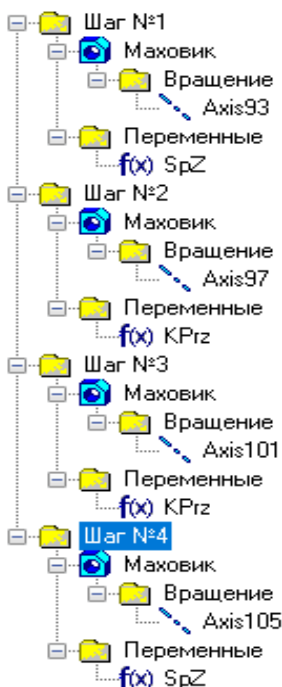 Шаг №1
Маховик
Вращение
Axis93
Переменные
f(x) SpZ
Шаг №2
Маховик
Вращение
Axis97
Переменные
f(x) KPrz
Шаг №3
Маховик
Вращение
Axis101
Переменные
f(x) KPrz
Шаг №4
Маховик
Вращение
Axis105
Переменные
f(x) SpZ